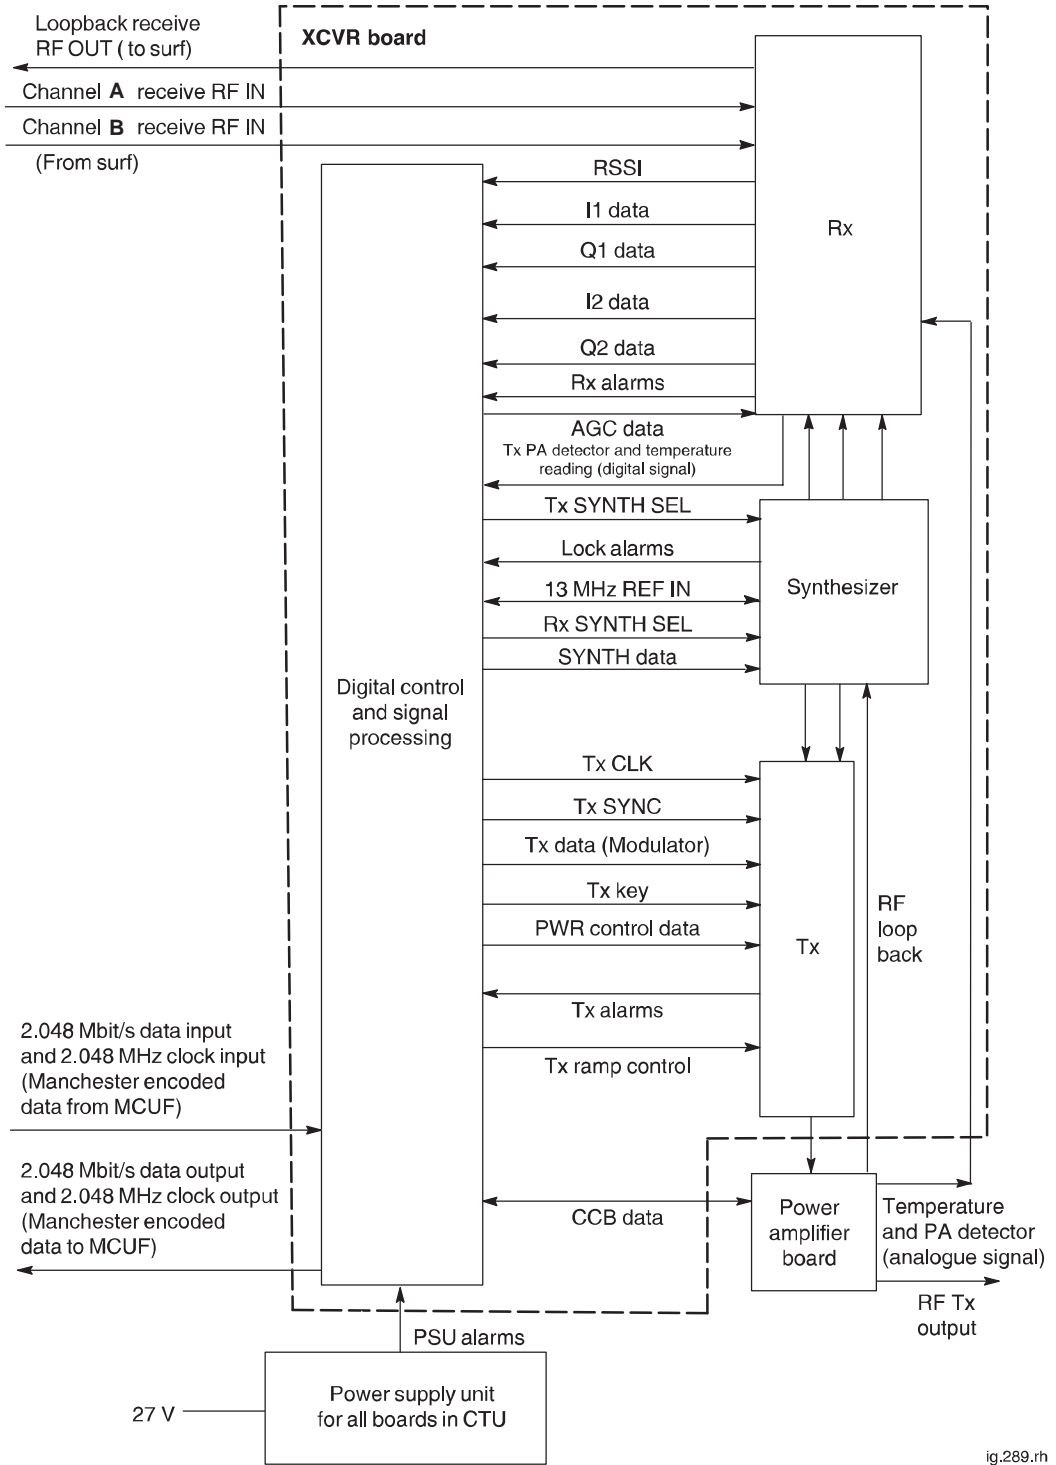 Loopback receive
RF OUT ( to surf)
XCVR board
Channel A receive RF IN
Channel B receive RF IN
(From surf)
RSSI
I1 data
Q1 data
I2 data
Q2 data
Rx alarms
AGC data
Tx PA detector and temperature
reading (digital signal)
Rx
Tx SYNTH SEL
Lock alarms
13 MHz REF IN
Rx SYNTH SEL
SYNTH data
Synthesizer
Digital control
and signal
processing
Tx CLK
Tx SYNC
Tx data (Modulator)
Tx key
PWR control data
Tx alarms
Tx ramp control
Tx
RF
loop
back
2.048 Mbit/s data input
and 2.048 MHz clock input
(Manchester encoded
data from MCUF)
2.048 Mbit/s data output
and 2.048 MHz clock output
(Manchester encoded
data to MCUF)
CCB data
Power
amplifier
board
Temperature
and PA detector
(analogue signal)
RF Tx
output
PSU alarms
27 V
Power supply unit
for all boards in CTU
ig.289.rh